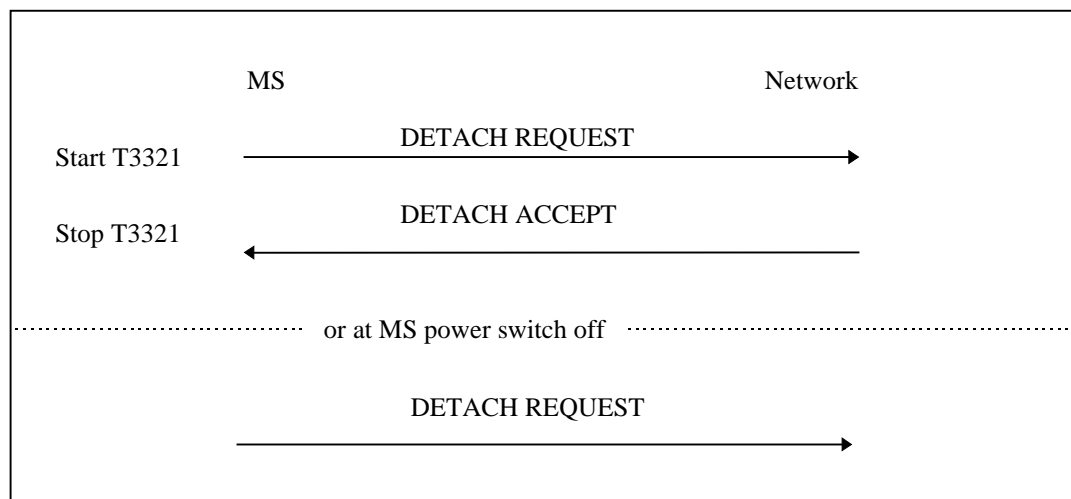 MS Network
Start T3321 DETACH REQUEST
Stop T3321 DETACH ACCEPT
or at MS power switch off
DETACH REQUEST